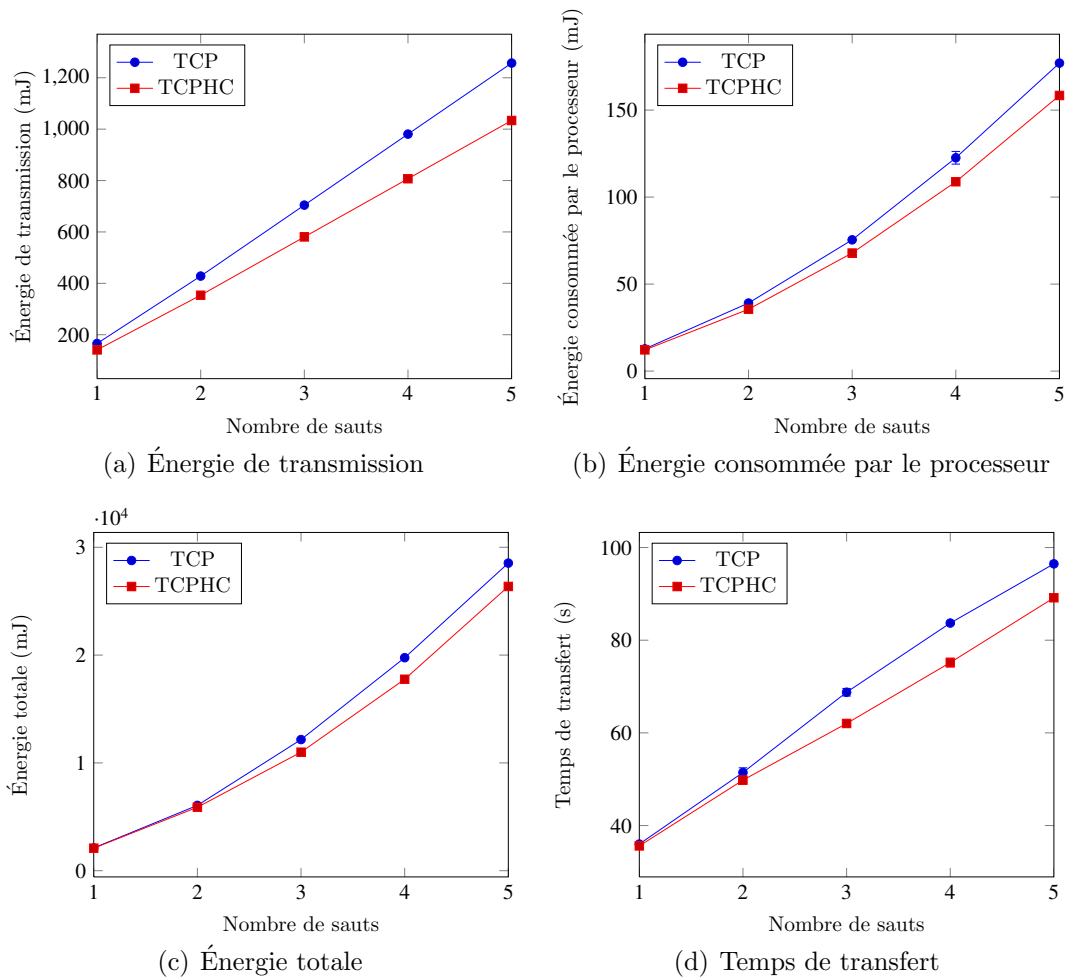 TCP
TCPHC
1,200
1,000
800
600
400
200
Énergie de transmission (mJ)
1
2
3
4
5
Nombre de sauts
(a) Énergie de transmission
TCP
TCPHC
150
100
50
0
Énergie consommée par le processeur (mJ)
1
2
3
4
5
Nombre de sauts
(b) Énergie consommée par le processeur
·10⁴
TCP
TCPHC
3
2
1
0
Énergie totale (mJ)
1
2
3
4
5
Nombre de sauts
(c) Énergie totale
TCP
TCPHC
100
80
60
40
Temps de transfert (s)
1
2
3
4
5
Nombre de sauts
(d) Temps de transfert